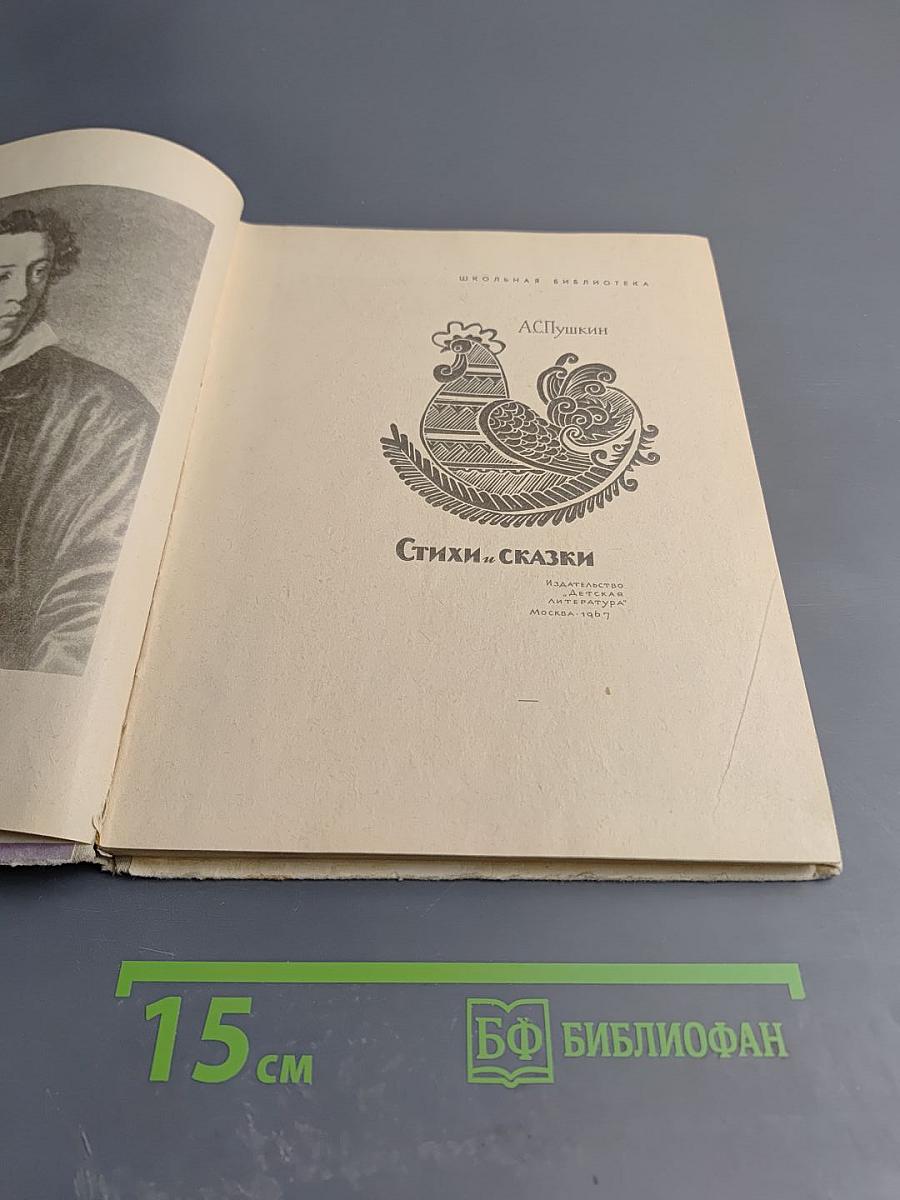 ШКОЛЬНАЯ БИБЛИОТЕКА
А.С.Пушкин
Стихи и сказки
Издательство
„Детская
литература"
Москва·1967
15 см
БФ БИБЛИОФАН